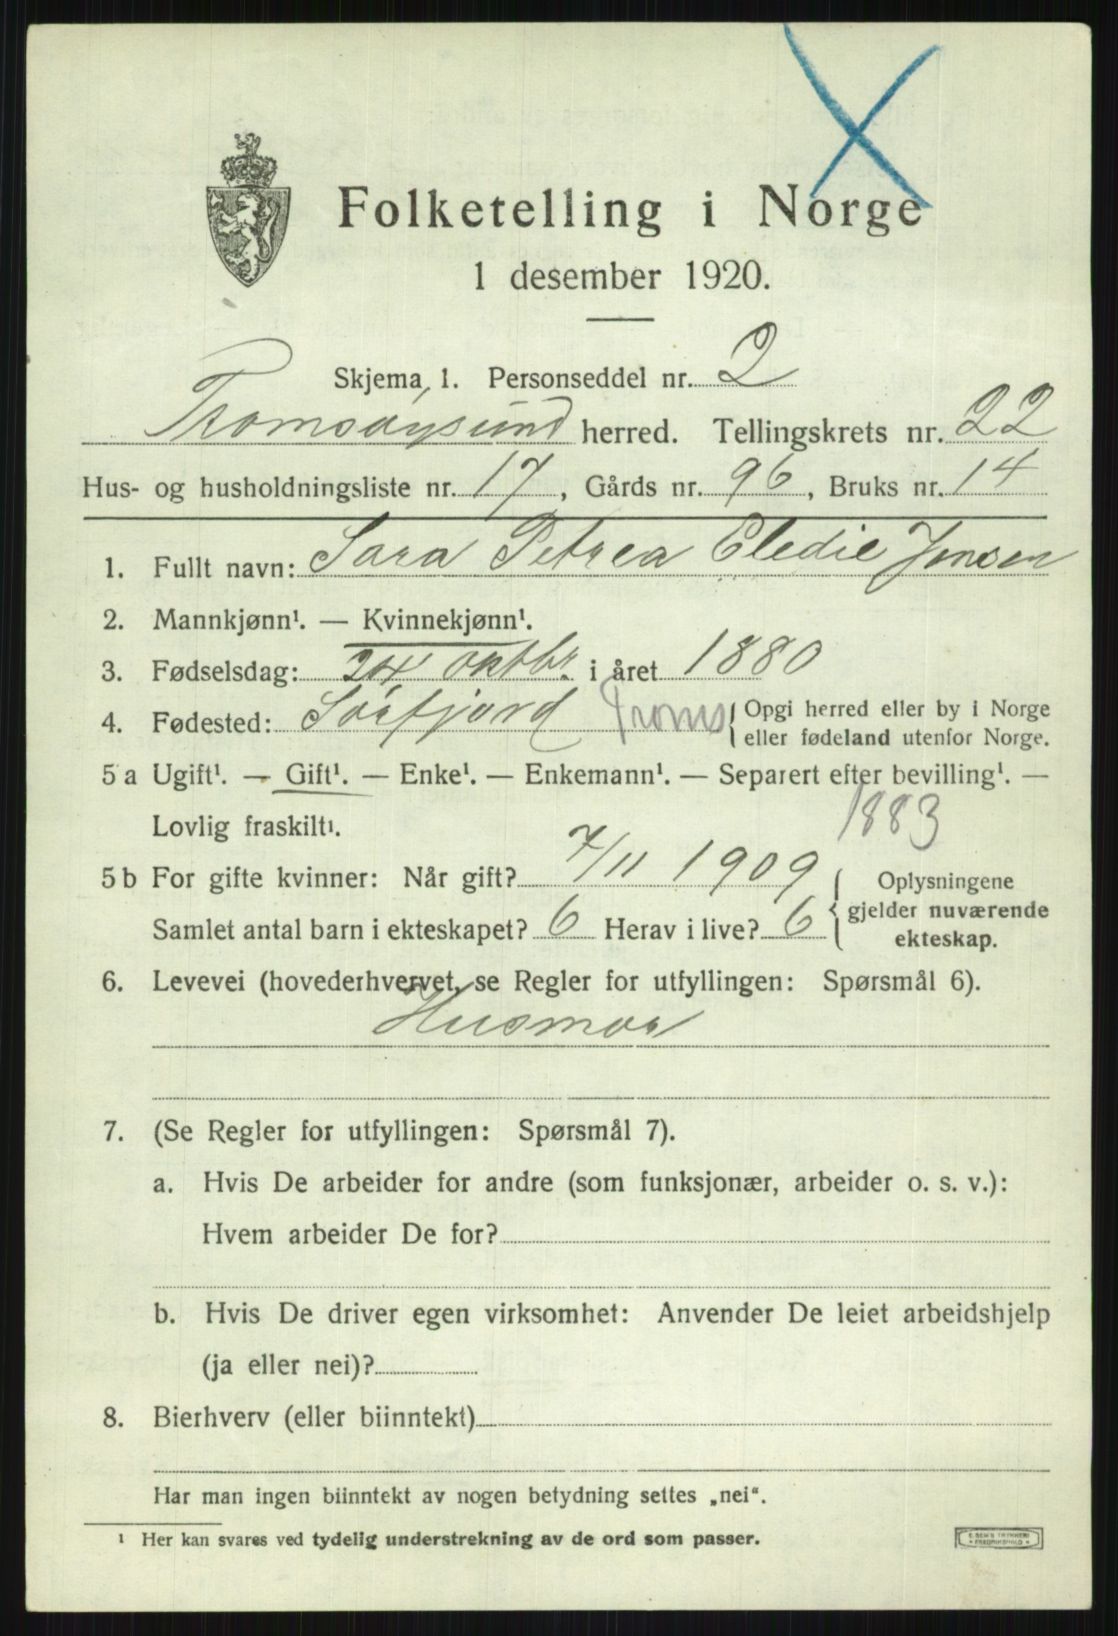 Folketelling i Norge
1 desember 1920.
Skjema 1. Personseddel nr. 2
Tromsøysund herred. Tellingskrets nr. 22
Hus- og husholdningsliste nr. 17, Gårds nr. 96, Bruks nr. 14
1. Fullt navn: Sara Petrea Eledie Jensen
2. Mannkjønn¹. — Kvinnekjønn¹.
3. Fødselsdag: 24 oktbr. i året 1880
4. Fødested: Sørfjord Troms { Opgi herred eller by i Norge
eller fødeland utenfor Norge.
5 a Ugift¹. — Gift¹. — Enke¹. — Enkemann¹. — Separert efter bevilling¹. —
Lovlig fraskilt¹.
1883
5 b For gifte kvinner: Når gift? 7/11 1909 { Oplysningene
gjelder nuværende
Samlet antal barn i ekteskapet? 6 Herav i live? 6 ekteskap.
6. Levevei (hovederhvervet, se Regler for utfyllingen: Spørsmål 6).
Husmor
7. (Se Regler for utfyllingen: Spørsmål 7).
a. Hvis De arbeider for andre (som funksjonær, arbeider o. s. v.):
Hvem arbeider De for?
b. Hvis De driver egen virksomhet: Anvender De leiet arbeidshjelp
(ja eller nei)?
8. Bierhverv (eller biinntekt)
Har man ingen biinntekt av nogen betydning settes „nei“.
¹ Her kan svares ved tydelig understrekning av de ord som passer.